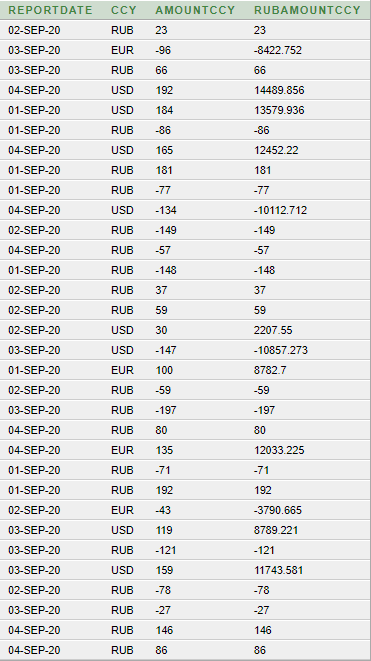 REPORTDATE CCY AMOUNTCCY RUBAMOUNTCCY
02-SEP-20 RUB 23 23
03-SEP-20 EUR -96 -8422.752
03-SEP-20 RUB 66 66
04-SEP-20 USD 192 14489.856
01-SEP-20 USD 184 13579.936
01-SEP-20 RUB -86 -86
04-SEP-20 USD 165 12452.22
01-SEP-20 RUB 181 181
01-SEP-20 RUB -77 -77
04-SEP-20 USD -134 -10112.712
02-SEP-20 RUB -149 -149
04-SEP-20 RUB -57 -57
01-SEP-20 RUB -148 -148
02-SEP-20 RUB 37 37
02-SEP-20 RUB 59 59
02-SEP-20 USD 30 2207.55
03-SEP-20 USD -147 -10857.273
01-SEP-20 EUR 100 8782.7
02-SEP-20 RUB -59 -59
03-SEP-20 RUB -197 -197
04-SEP-20 RUB 80 80
04-SEP-20 EUR 135 12033.225
01-SEP-20 RUB -71 -71
01-SEP-20 RUB 192 192
02-SEP-20 EUR -43 -3790.665
03-SEP-20 USD 119 8789.221
03-SEP-20 RUB -121 -121
03-SEP-20 USD 159 11743.581
02-SEP-20 RUB -78 -78
03-SEP-20 RUB -27 -27
04-SEP-20 RUB 146 146
04-SEP-20 RUB 86 86